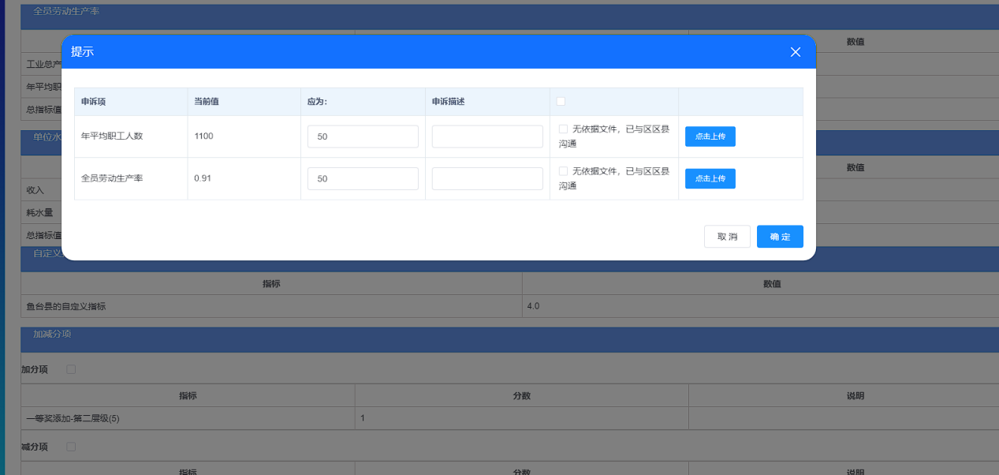 全员劳动生产率
数值
提示
工业总产
年平均职
总指标值
申诉项 当前值 应为: 申诉描述
年平均职工人数 1100 50 无依据文件，已与区区县 点击上传
沟通
全员劳动生产率 0.91 50 无依据文件，已与区区县 点击上传
沟通
取 消 确 定
单位水
数值
收入
耗水量
总指标值
自定义
指标 数值
鱼台县的自定义指标 4.0
加减分项
加分项
指标 分数 说明
一等奖添加-第二层级(5) 1
减分项
指标 分数 说明